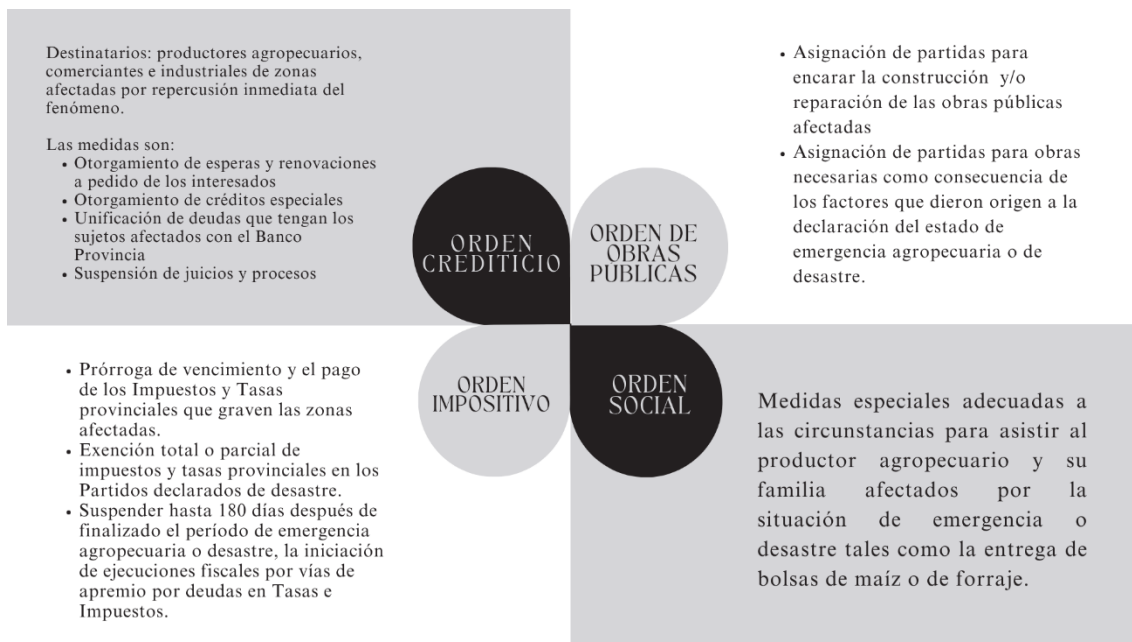 Destinatarios: productores agropecuarios,
comerciantes e industriales de zonas
afectadas por repercusión inmediata del
fenómeno.
Las medidas son:
• Otorgamiento de esperas y renovaciones
a pedido de los interesados
• Otorgamiento de créditos especiales
• Unificación de deudas que tengan los
sujetos afectados con el Banco
Provincia
• Suspensión de juicios y procesos
ORDEN
CREDITICIO
ORDEN DE
OBRAS
PÚBLICAS
• Asignación de partidas para
encarar la construcción y/o
reparación de las obras públicas
afectadas
• Asignación de partidas para obras
necesarias como consecuencia de
los factores que dieron origen a la
declaración del estado de
emergencia agropecuaria o de
desastre.
• Prórroga de vencimiento y el pago
de los Impuestos y Tasas
provinciales que graven las zonas
afectadas.
• Exención total o parcial de
impuestos y tasas provinciales en los
Partidos declarados de desastre.
• Suspender hasta 180 días después de
finalizado el período de emergencia
agropecuaria o desastre, la iniciación
de ejecuciones fiscales por vías de
apremio por deudas en Tasas e
Impuestos.
ORDEN
IMPOSITIVO
ORDEN
SOCIAL
Medidas especiales adecuadas a
las circunstancias para asistir al
productor agropecuario y su
familia afectados por la
situación de emergencia o
desastre tales como la entrega de
bolsas de maíz o de forraje.